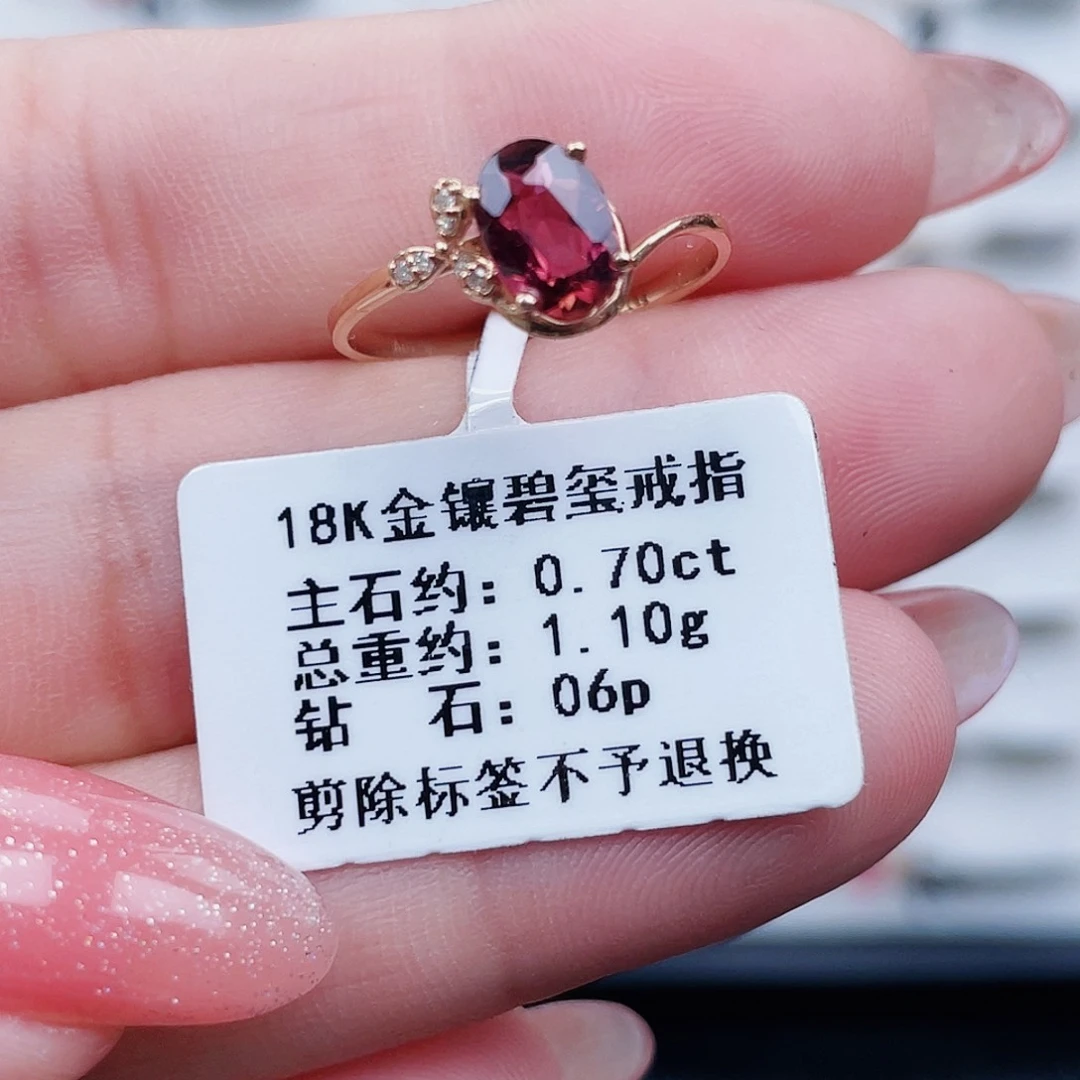 18K金镶碧玺戒指
主石约：0.70ct
总重约：1.10g
钻 石：06p
剪除标签不予退换